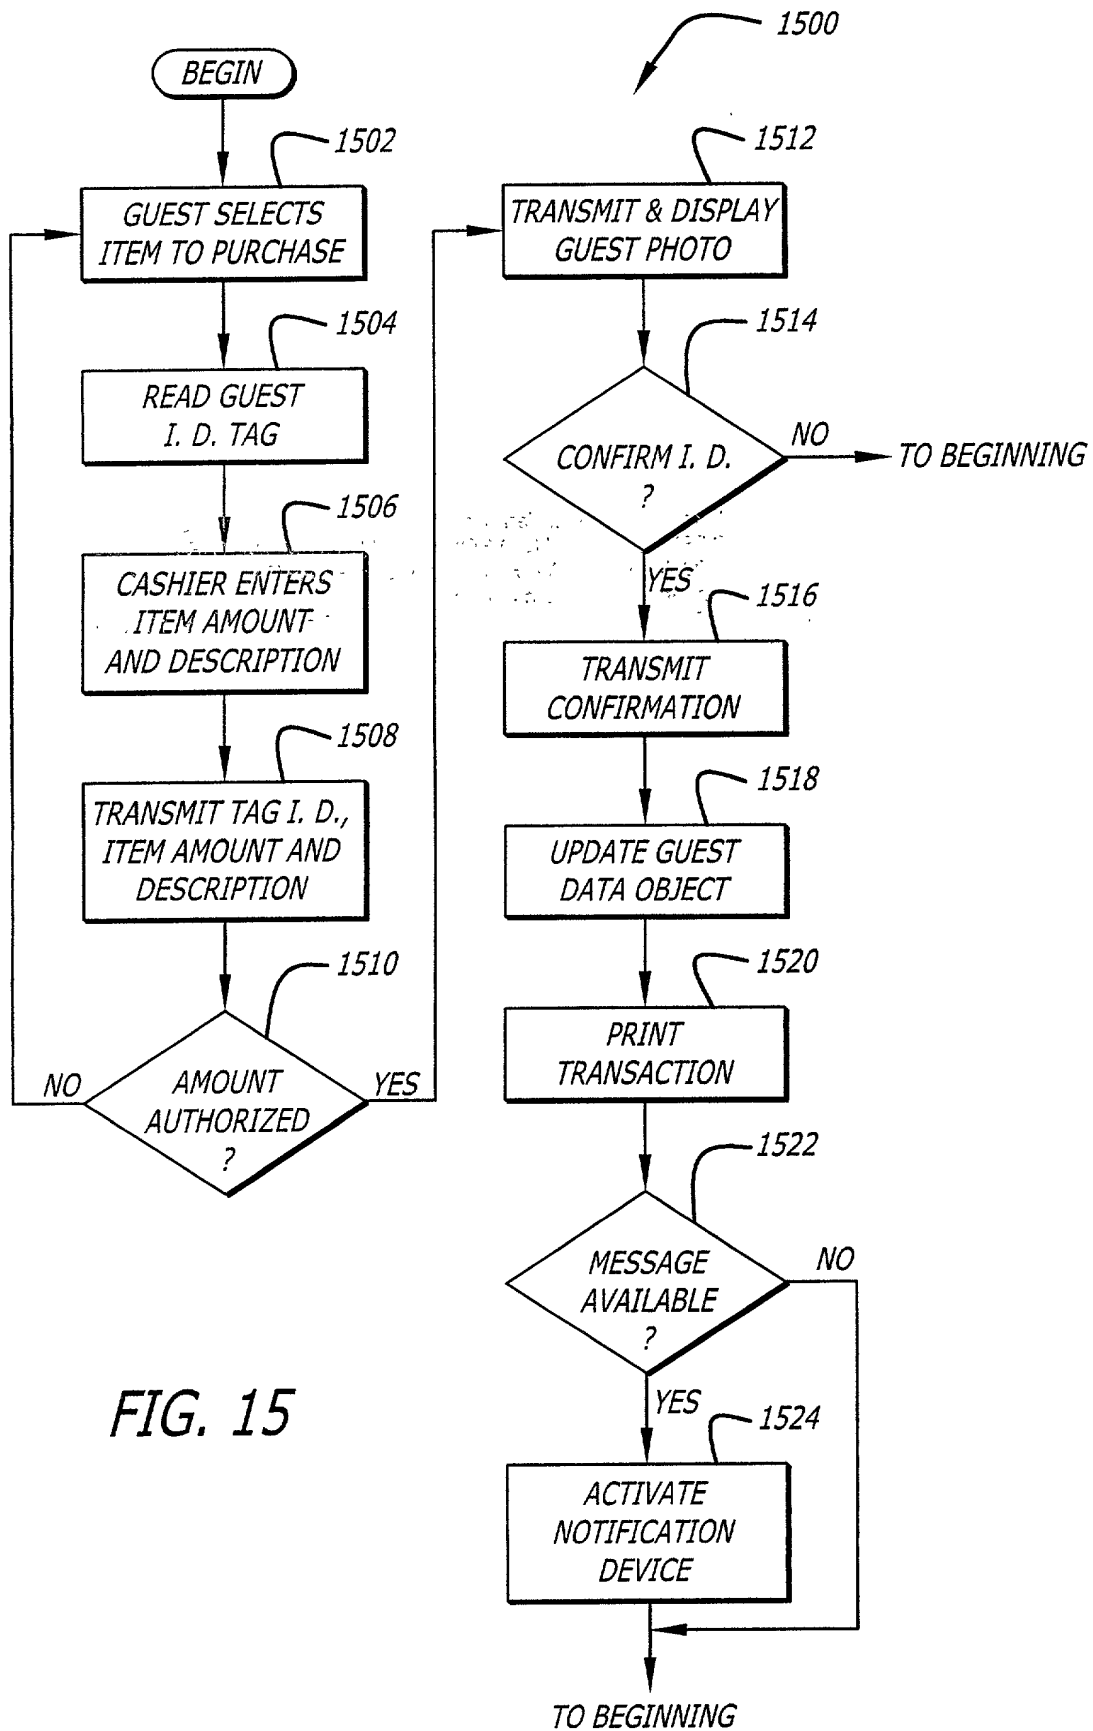 1500
BEGIN
1502
GUEST SELECTS
ITEM TO PURCHASE
1504
READ GUEST
I. D. TAG
1506
CASHIER ENTERS
ITEM AMOUNT
AND DESCRIPTION
1508
TRANSMIT TAG I. D.,
ITEM AMOUNT AND
DESCRIPTION
1510
NO
AMOUNT
AUTHORIZED
?
YES
1512
TRANSMIT & DISPLAY
GUEST PHOTO
1514
CONFIRM I. D.
?
NO
TO BEGINNING
YES
1516
TRANSMIT
CONFIRMATION
1518
UPDATE GUEST
DATA OBJECT
1520
PRINT
TRANSACTION
1522
MESSAGE
AVAILABLE
?
NO
YES
1524
ACTIVATE
NOTIFICATION
DEVICE
TO BEGINNING
FIG. 15